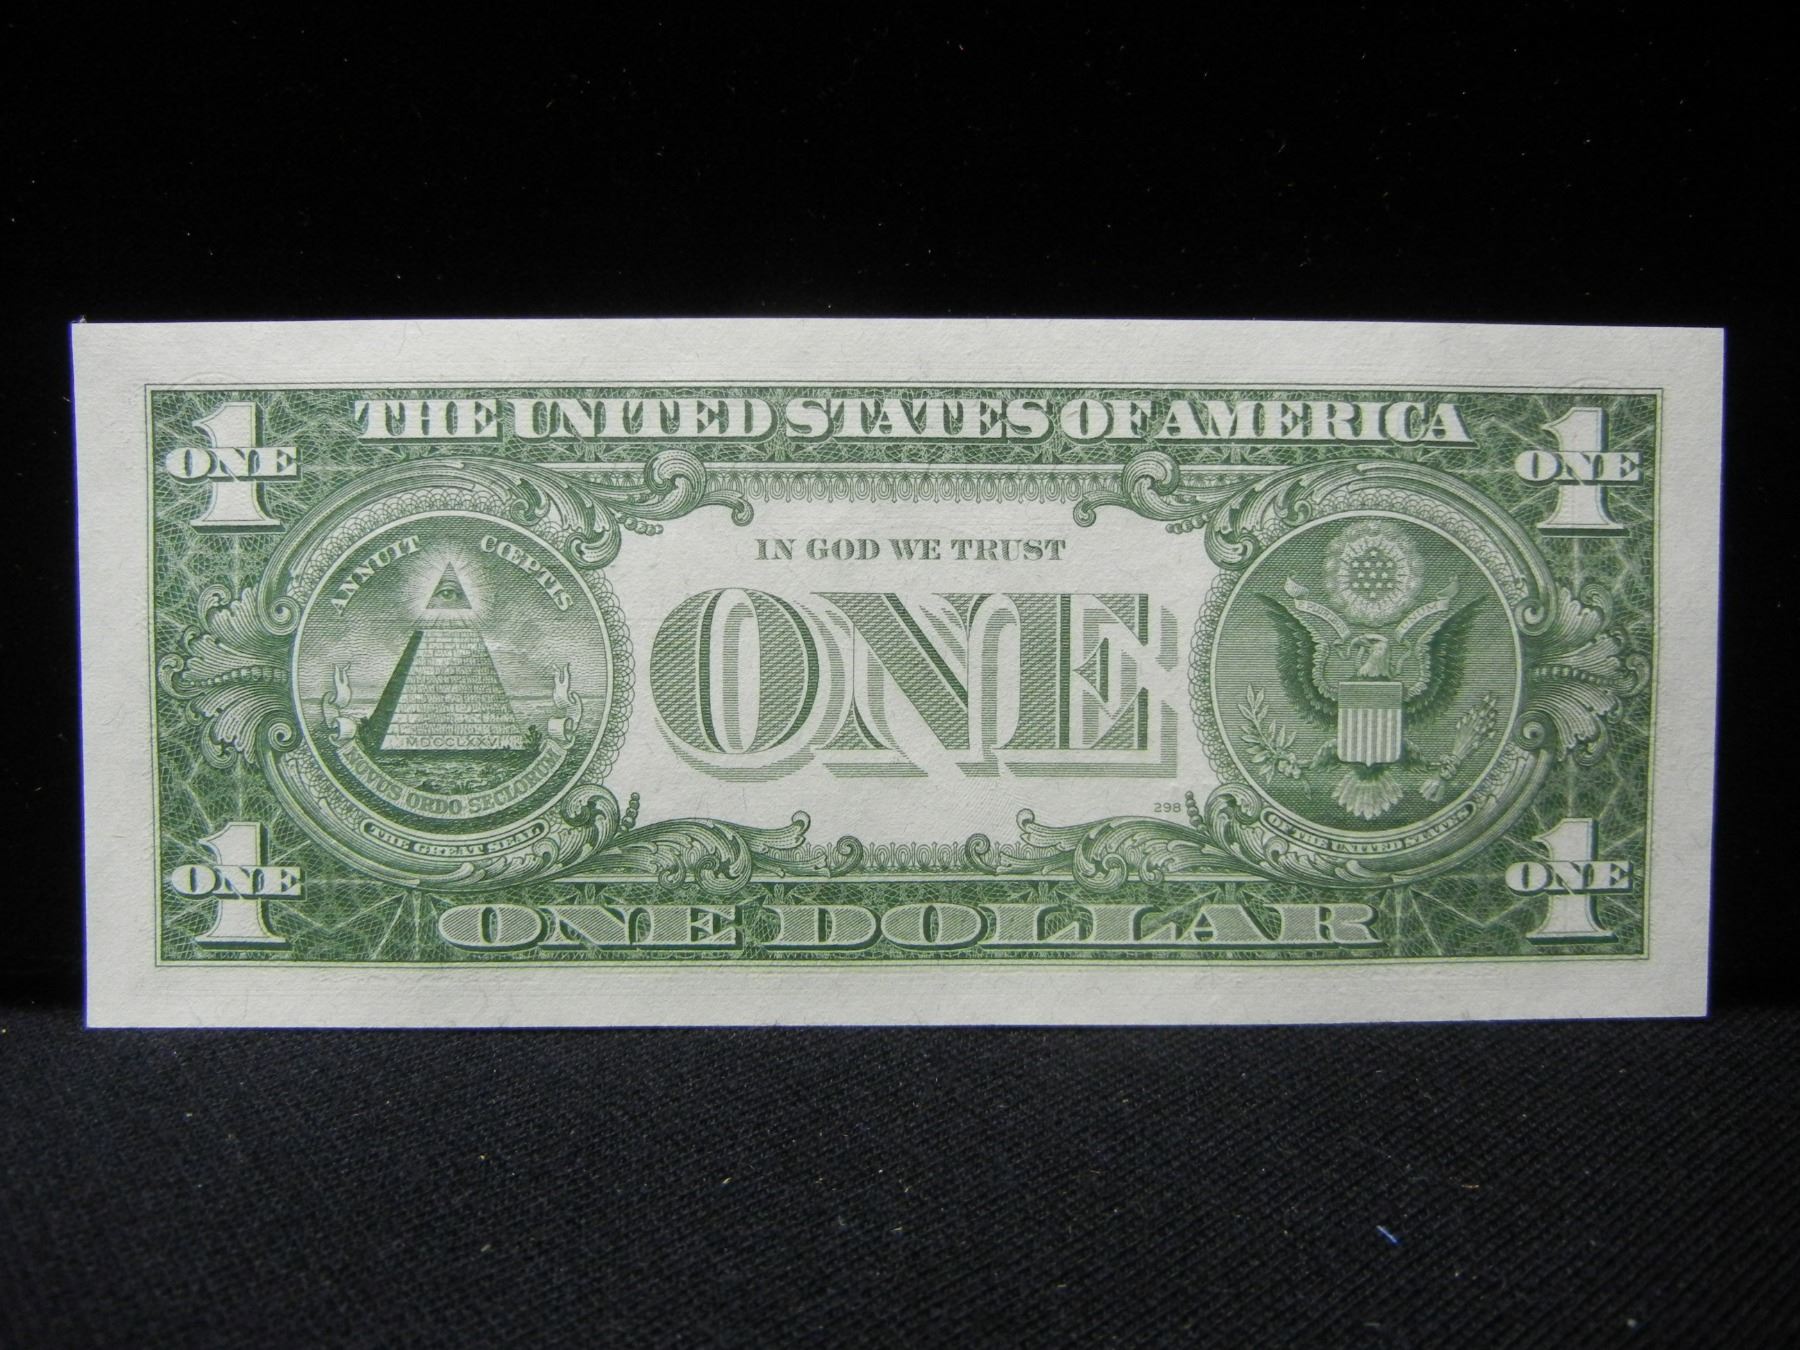 THE UNITED STATES OF AMERICA
1
ONE
1
ONE
ANNUIT CŒPTIS
IN GOD WE TRUST
ONE
MDCCLXXVI
NOVUS ORDO SECLORUM
THE GREAT SEAL
298
OF THE UNITED STATES
1
ONE
1
ONE
ONE DOLLAR